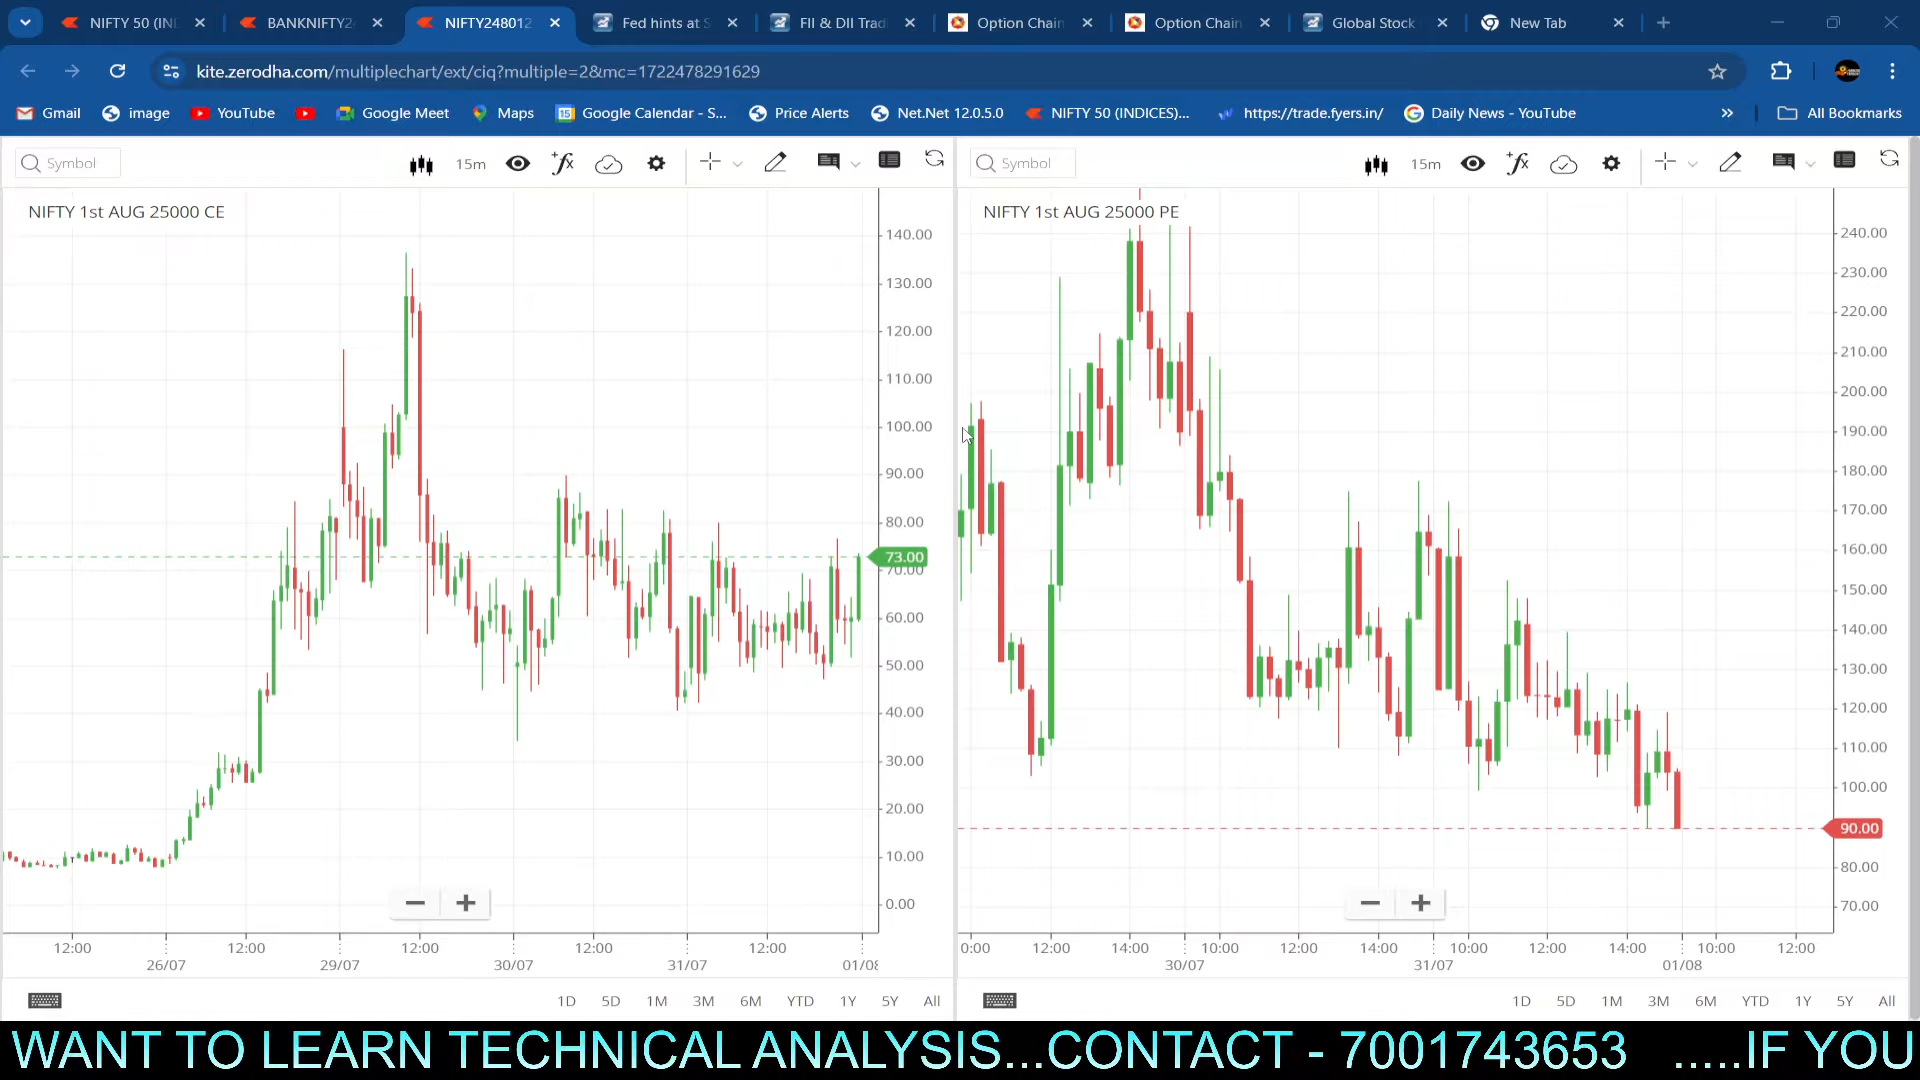 NIFTY 50 (IN
BANKNIFTY2
NIFTY248012
Fed hints at S
FII & DII Trad
Option Chain
Option Chain
Global Stock
New Tab
kite.zerodha.com/multiplechart/ext/ciq?multiple=2&mc=1722478291629
Gmail
image
YouTube
Google Meet
Maps
Google Calendar - S...
Price Alerts
Net.Net 12.0.5.0
NIFTY 50 (INDICES)...
https://trade.fyers.in/
Daily News - YouTube
All Bookmarks
Symbol
15m
NIFTY 1st AUG 25000 CE
140.00
130.00
120.00
110.00
100.00
90.00
80.00
73.00
70.00
60.00
50.00
40.00
30.00
20.00
10.00
0.00
12:00 12:00 12:00 12:00 12:00
26/07 29/07 30/07 31/07 01/08
1D 5D 1M 3M 6M YTD 1Y 5Y All
Symbol
15m
NIFTY 1st AUG 25000 PE
240.00
230.00
220.00
210.00
200.00
190.00
180.00
170.00
160.00
150.00
140.00
130.00
120.00
110.00
100.00
90.00
80.00
70.00
0:00 12:00 14:00 10:00 12:00 14:00 10:00 12:00 14:00 10:00 12:00
30/07 31/07 01/08
1D 5D 1M 3M 6M YTD 1Y 5Y All
WANT TO LEARN TECHNICAL ANALYSIS...CONTACT - 7001743653 .....IF YOU